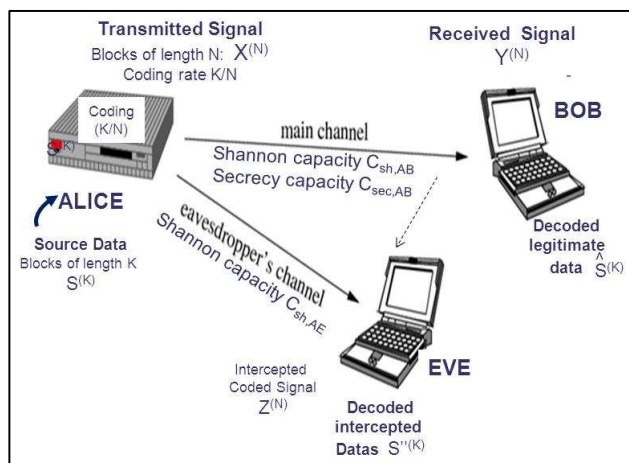 Transmitted Signal
Blocks of length N: X(N)
Coding rate K/N
Received Signal
Y(N)
Coding
(K/N)
BOB
main channel
Shannon capacity Csh,AB
Secrecy capacity Csec,AB
ALICE
Source Data
Blocks of length K
S(K)
eavesdropper's channel
Shannon capacity Csh,AE
Decoded
legitimate
data Ŝ(K)
EVE
Intercepted
Coded Signal
Z(N)
Decoded
intercepted
Datas S''(K)